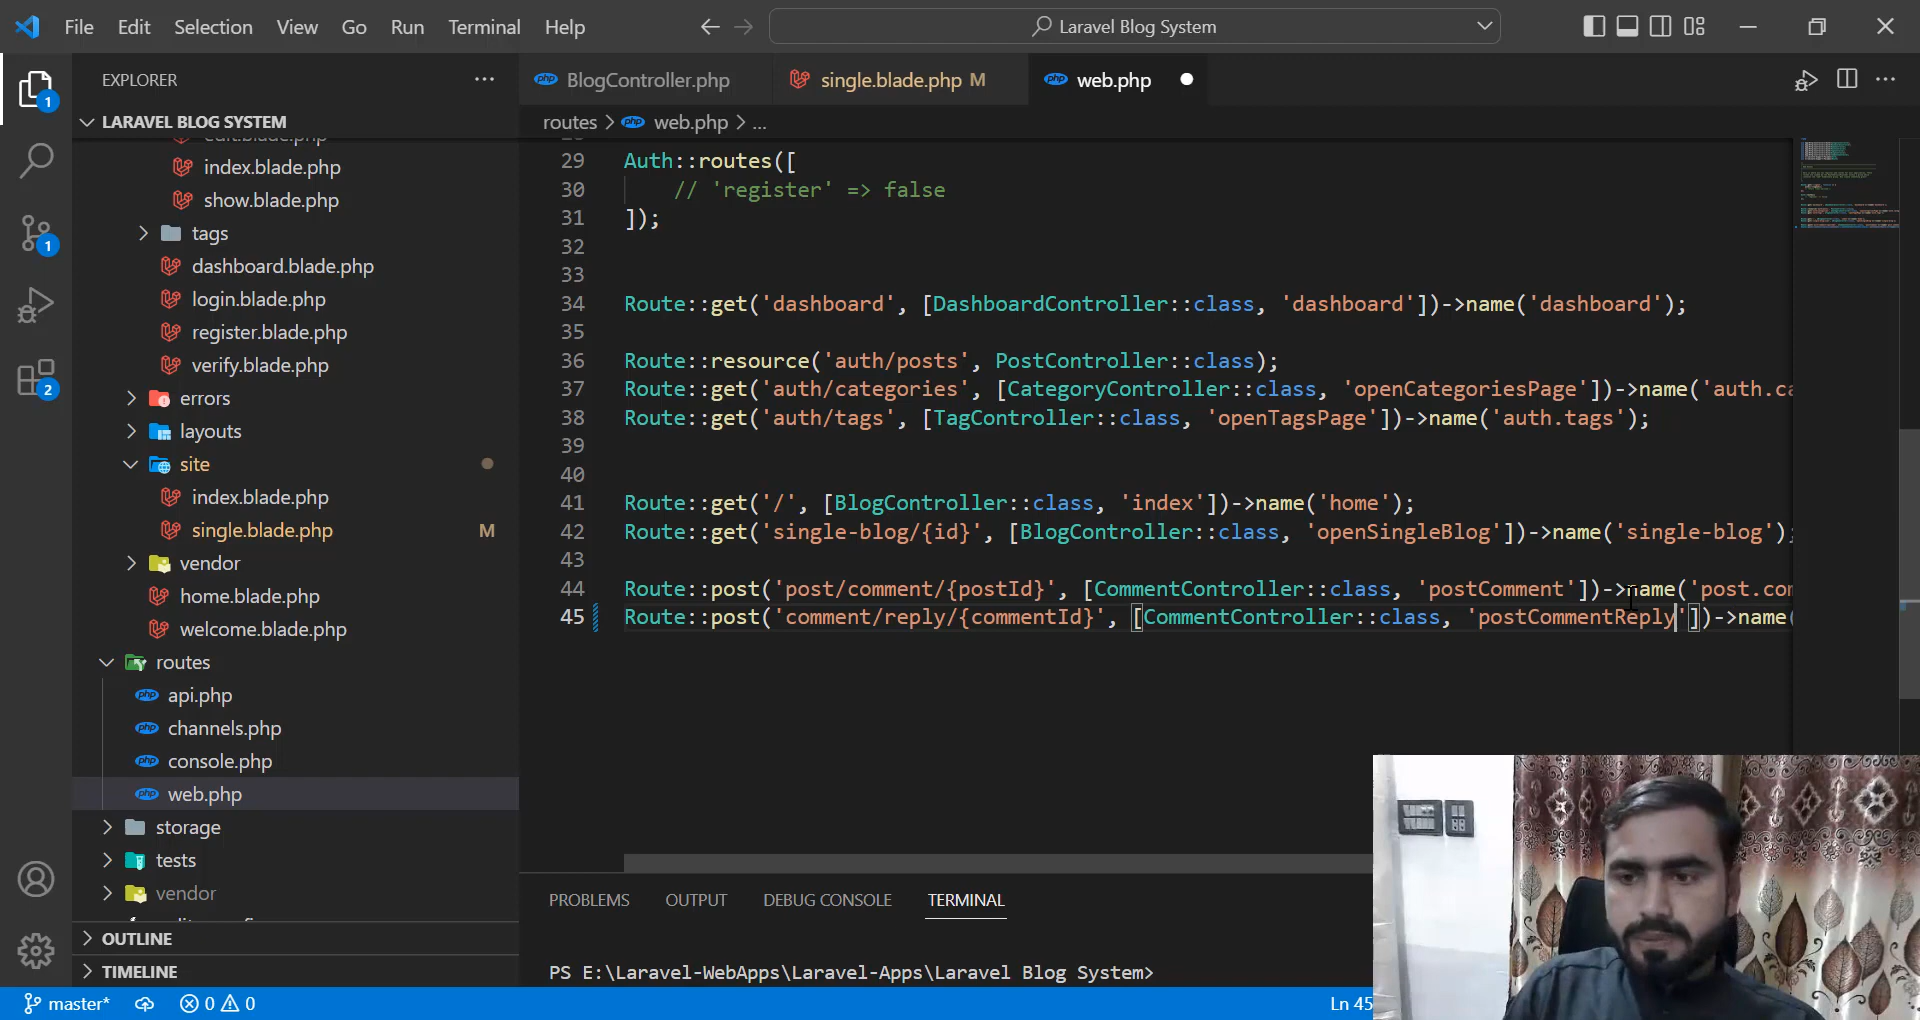 File Edit Selection View Go Run Terminal Help
Laravel Blog System
EXPLORER
BlogController.php
single.blade.php M
web.php
LARAVEL BLOG SYSTEM
routes > web.php > ...
edit.blade.php
index.blade.php
show.blade.php
tags
dashboard.blade.php
login.blade.php
register.blade.php
verify.blade.php
errors
layouts
site
index.blade.php
single.blade.php M
vendor
home.blade.php
welcome.blade.php
routes
api.php
channels.php
console.php
web.php
storage
tests
vendor
OUTLINE
TIMELINE
1
1
2
29 Auth::routes([
30 // 'register' => false
31 ]);
32
33
34 Route::get('dashboard', [DashboardController::class, 'dashboard'])->name('dashboard');
35
36 Route::resource('auth/posts', PostController::class);
37 Route::get('auth/categories', [CategoryController::class, 'openCategoriesPage'])->name('auth.ca
38 Route::get('auth/tags', [TagController::class, 'openTagsPage'])->name('auth.tags');
39
40
41 Route::get('/', [BlogController::class, 'index'])->name('home');
42 Route::get('single-blog/{id}', [BlogController::class, 'openSingleBlog'])->name('single-blog');
43
44 Route::post('post/comment/{postId}', [CommentController::class, 'postComment'])->name('post.com
45 Route::post('comment/reply/{commentId}', [CommentController::class, 'postCommentReply'])->name(
PROBLEMS OUTPUT DEBUG CONSOLE TERMINAL
PS E:\Laravel-WebApps\Laravel-Apps\Laravel Blog System>
master* 0 0
Ln 45